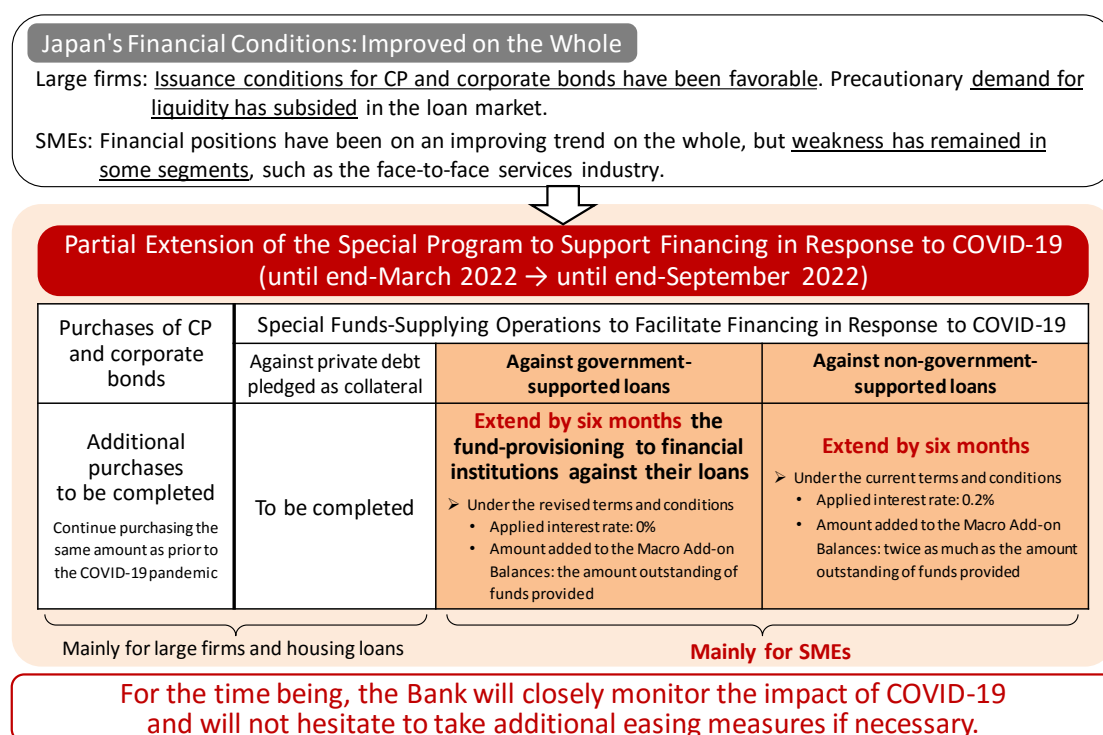 Japan's Financial Conditions: Improved on the Whole
Large firms: Issuance conditions for CP and corporate bonds have been favorable. Precautionary demand for
liquidity has subsided in the loan market.
SMEs: Financial positions have been on an improving trend on the whole, but weakness has remained in
some segments, such as the face-to-face services industry.
Partial Extension of the Special Program to Support Financing in Response to COVID-19
(until end-March 2022 → until end-September 2022)
Purchases of CP
and corporate
bonds
Special Funds-Supplying Operations to Facilitate Financing in Response to COVID-19
Against private debt
pledged as collateral
Against government-
supported loans
Against non-government-
supported loans
Additional
purchases
to be completed
Continue purchasing the
same amount as prior to
the COVID-19 pandemic
To be completed
Extend by six months the
fund-provisioning to financial
institutions against their loans
➢ Under the revised terms and conditions
• Applied interest rate: 0%
• Amount added to the Macro Add-on
Balances: the amount outstanding of
funds provided
Extend by six months
➢ Under the current terms and conditions
• Applied interest rate: 0.2%
• Amount added to the Macro Add-on
Balances: twice as much as the amount
outstanding of funds provided
Mainly for large firms and housing loans
Mainly for SMEs
For the time being, the Bank will closely monitor the impact of COVID-19
and will not hesitate to take additional easing measures if necessary.